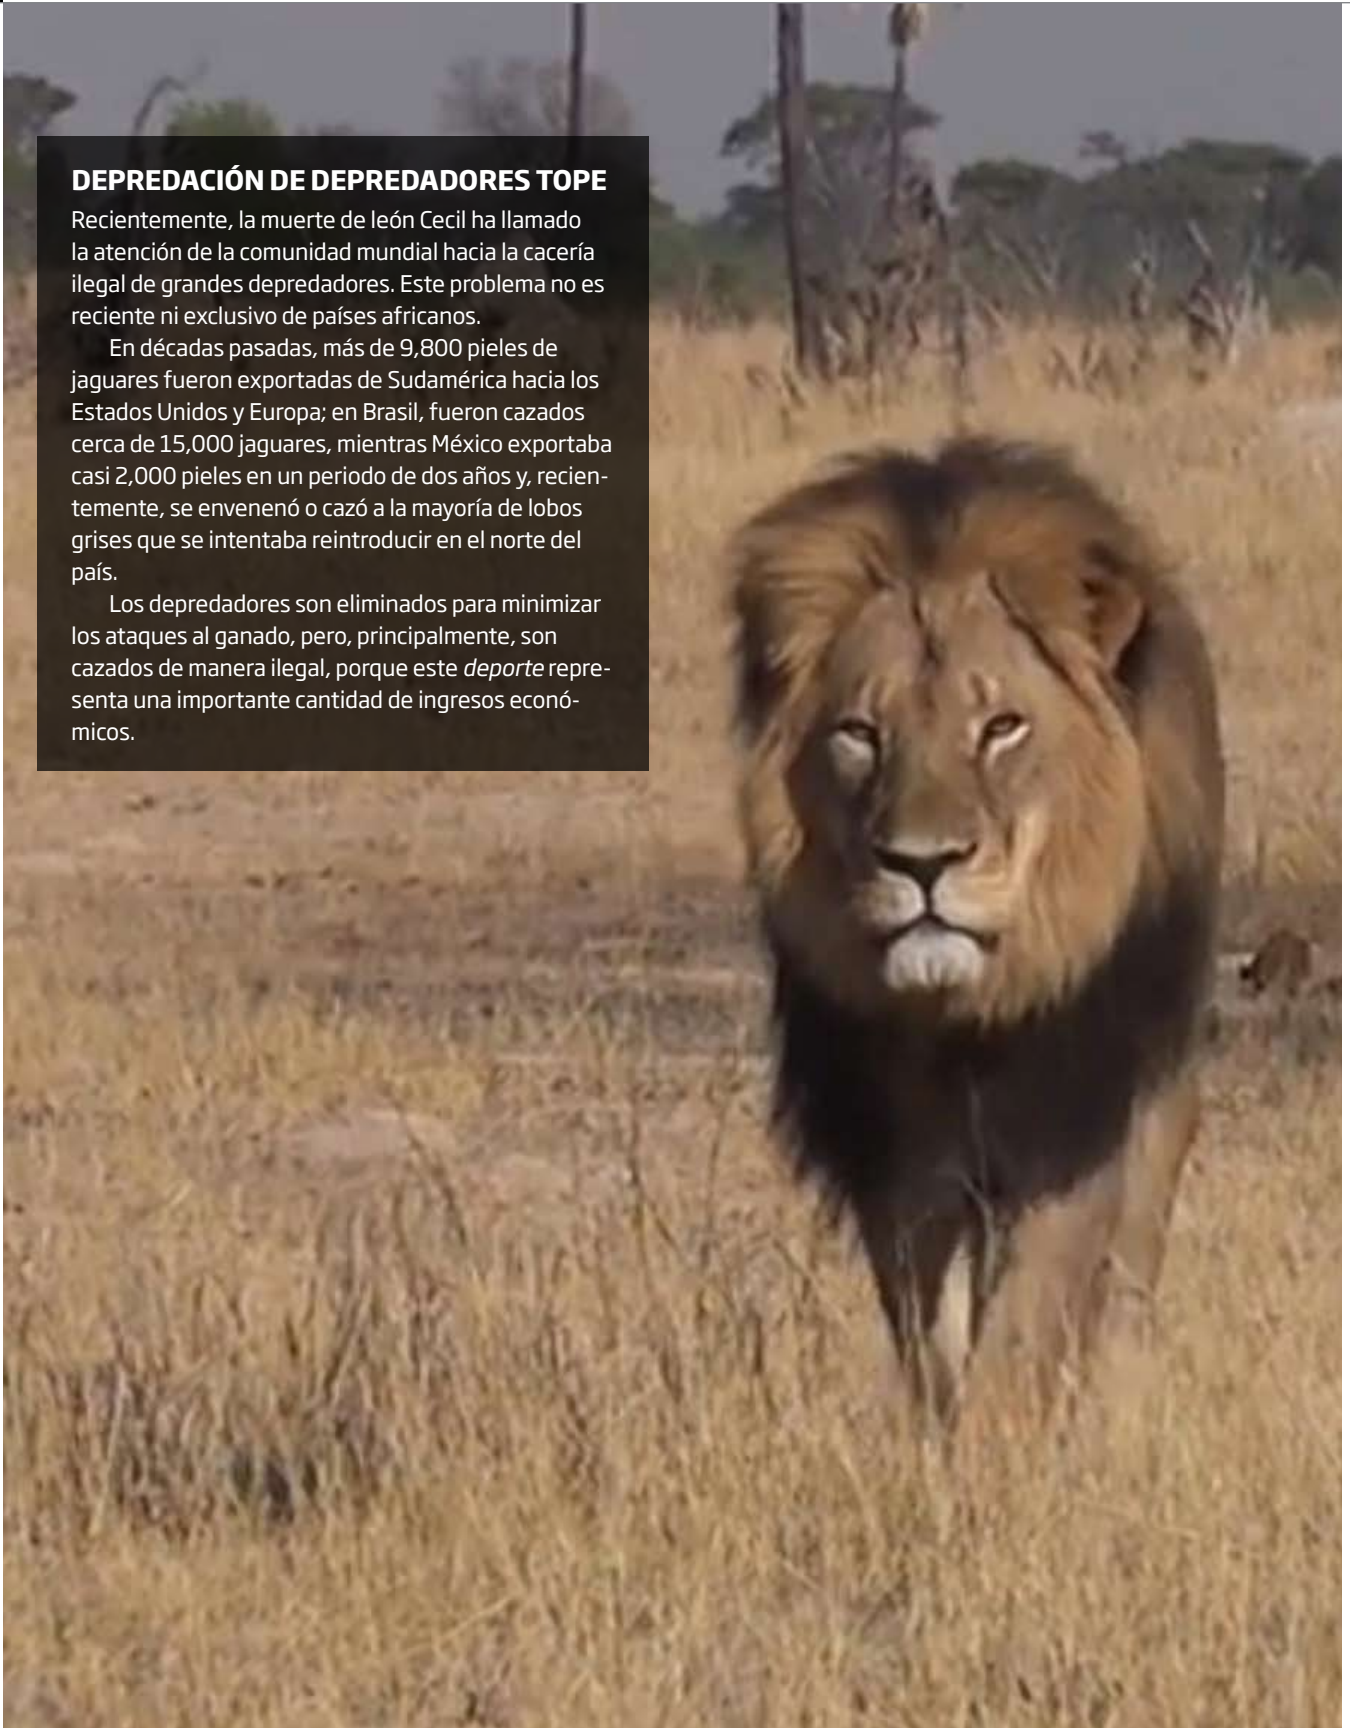 DEPREDACIÓN DE DEPREDADORES TOPE
Recientemente, la muerte de león Cecil ha llamado
la atención de la comunidad mundial hacia la cacería
ilegal de grandes depredadores. Este problema no es
reciente ni exclusivo de países africanos.
En décadas pasadas, más de 9,800 pieles de
jaguares fueron exportadas de Sudamérica hacia los
Estados Unidos y Europa; en Brasil, fueron cazados
cerca de 15,000 jaguares, mientras México exportaba
casi 2,000 pieles en un periodo de dos años y, recien-
temente, se envenenó o cazó a la mayoría de lobos
grises que se intentaba reintroducir en el norte del
país.
Los depredadores son eliminados para minimizar
los ataques al ganado, pero, principalmente, son
cazados de manera ilegal, porque este deporte repre-
senta una importante cantidad de ingresos econó-
micos.